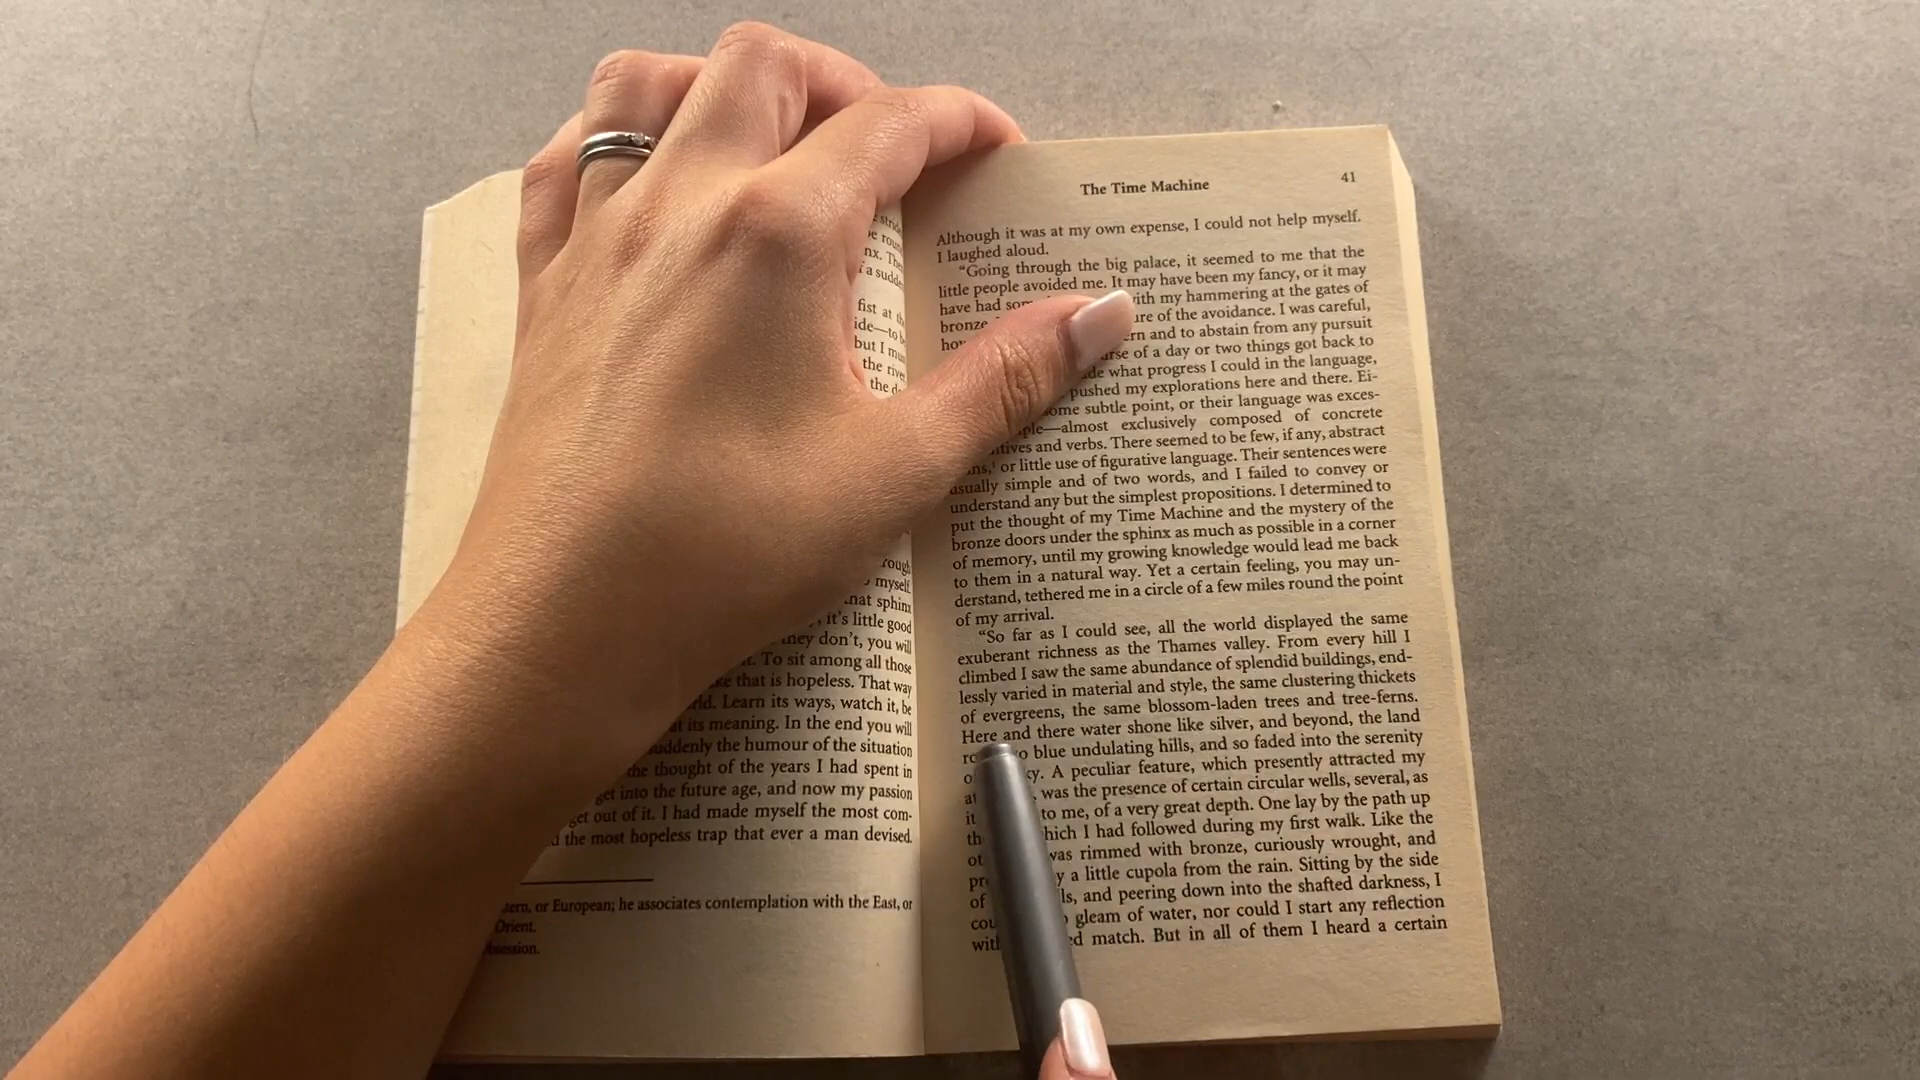 strid
fist at
ide—to
but I
the
myself.
that sphinx
it's little good
they don't, you will
To sit among all those
that is hopeless. That way
Learn its ways, watch it, be
at its meaning. In the end you will
suddenly the humour of the situation
the thought of the years I had spent in
get into the future age, and now my passion
get out of it. I had made myself the most com-
the most hopeless trap that ever a man devised.
or European; he associates contemplation with the East, or
Orient.
The Time Machine 41
Although it was at my own expense, I could not help myself.
I laughed aloud.
“Going through the big palace, it seemed to me that the
little people avoided me. It may have been my fancy, or it may
have had with my hammering at the gates of
bronze of the avoidance. I was careful,
and to abstain from any pursuit
of a day or two things got back to
what progress I could in the language,
pushed my explorations here and there. Ei-
some subtle point, or their language was exces-
almost exclusively composed of concrete
and verbs. There seemed to be few, if any, abstract
or little use of figurative language. Their sentences were
usually simple and of two words, and I failed to convey or
understand any but the simplest propositions. I determined to
put the thought of my Time Machine and the mystery of the
bronze doors under the sphinx as much as possible in a corner
of memory, until my growing knowledge would lead me back
to them in a natural way. Yet a certain feeling, you may un-
derstand, tethered me in a circle of a few miles round the point
of my arrival.
“So far as I could see, all the world displayed the same
exuberant richness as the Thames valley. From every hill I
climbed I saw the same abundance of splendid buildings, end-
lessly varied in material and style, the same clustering thickets
of evergreens, the same blossom-laden trees and tree-ferns.
Here and there water shone like silver, and beyond, the land
blue undulating hills, and so faded into the serenity
A peculiar feature, which presently attracted my
was the presence of certain circular wells, several, as
it to me, of a very great depth. One lay by the path up
which I had followed during my first walk. Like the
was rimmed with bronze, curiously wrought, and
a little cupola from the rain. Sitting by the side
of and peering down into the shafted darkness, I
gleam of water, nor could I start any reflection
match. But in all of them I heard a certain